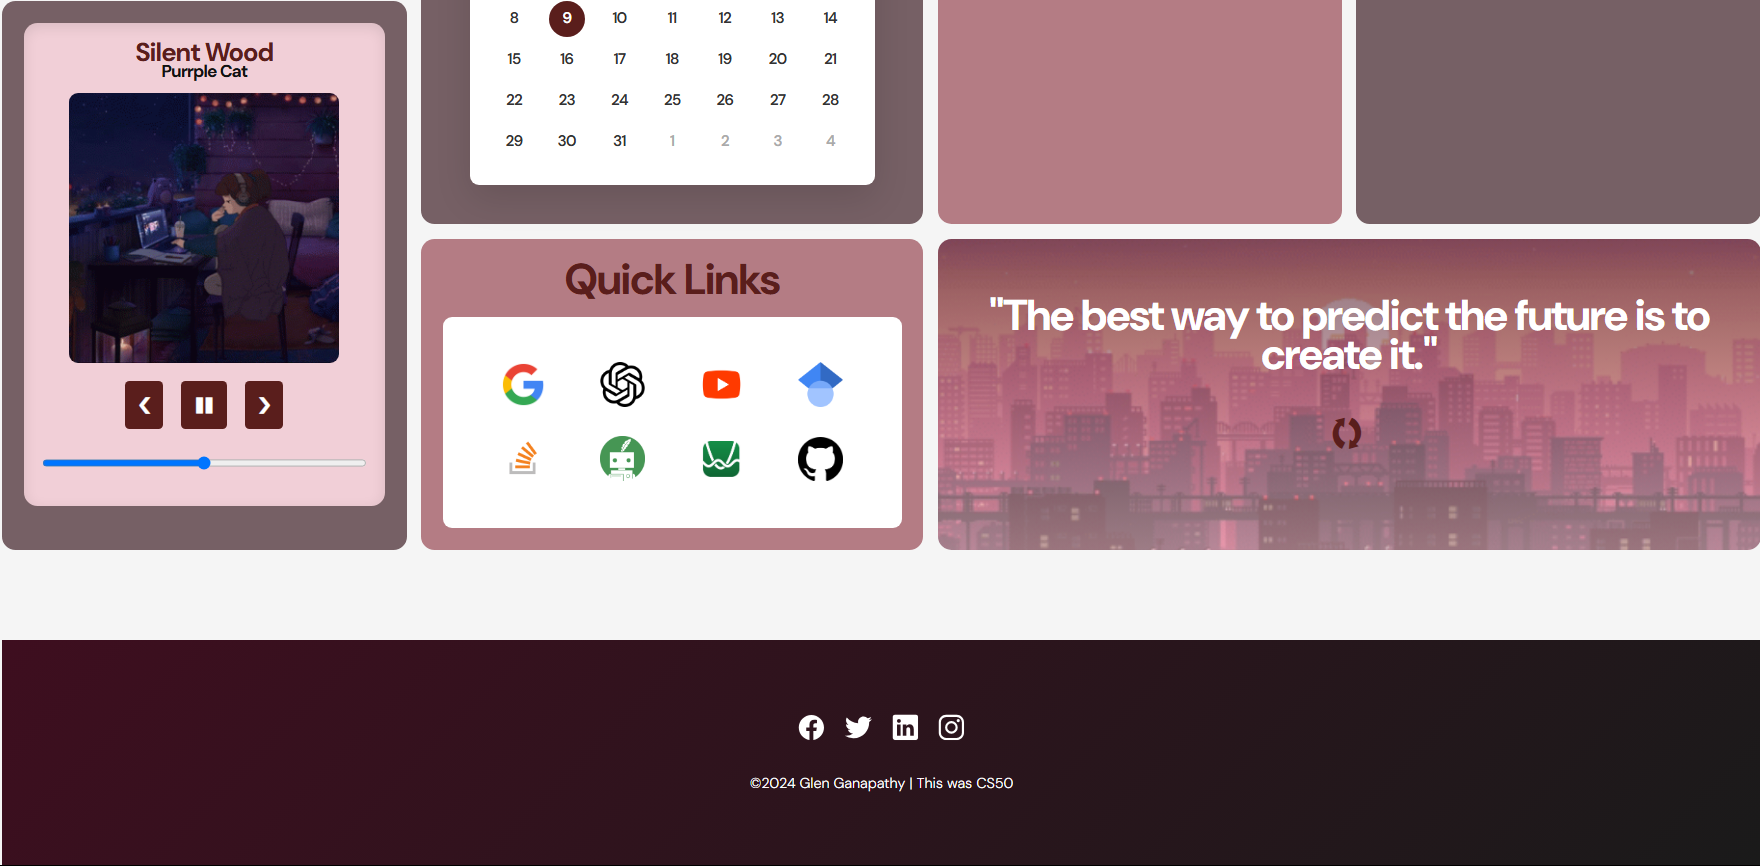 Silent Wood
Purrple Cat
8 9 10 11 12 13 14
15 16 17 18 19 20 21
22 23 24 25 26 27 28
29 30 31 1 2 3 4
Quick Links
"The best way to predict the future is to
create it."
©2024 Glen Ganapathy | This was CS50